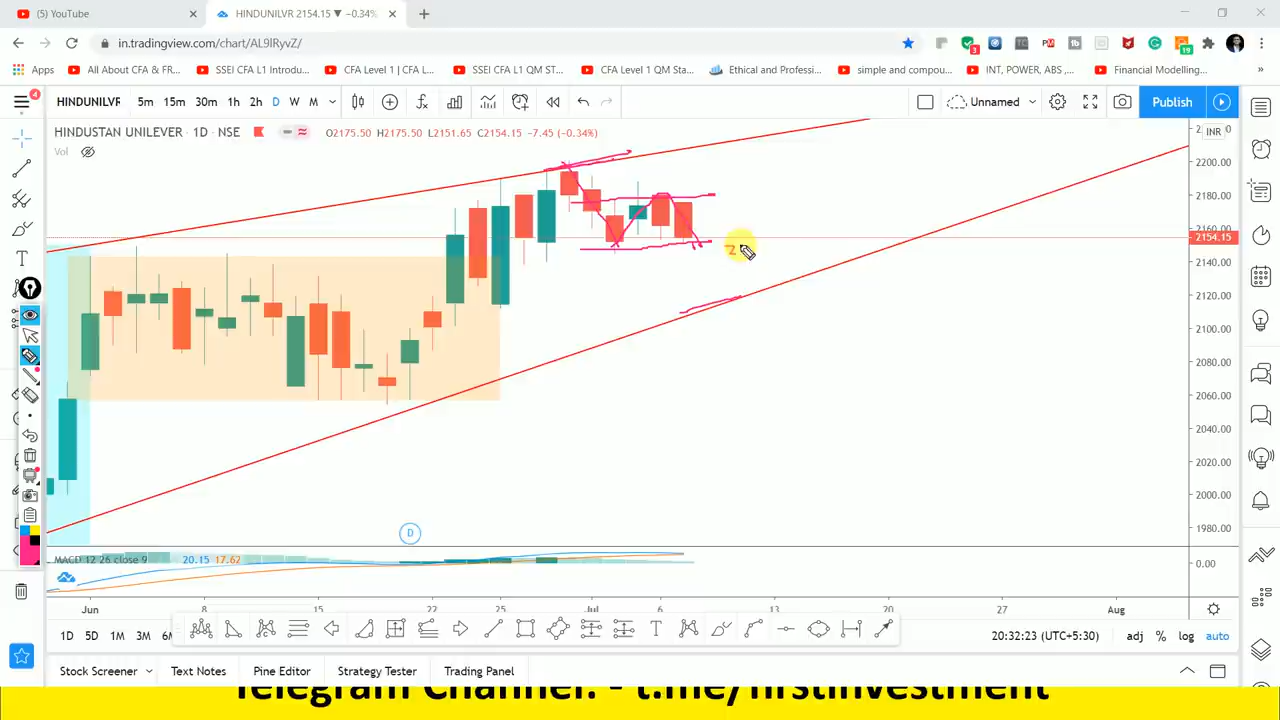 (5) YouTube
HINDUNILVR 2154.15 ▼ −0.34%
in.tradingview.com/chart/AL9lRyvZ/
Apps
All About CFA & FR...
SSEI CFA L1 Introdu...
CFA Level 1 | CFA L...
SSEI CFA L1 QM ST...
CFA Level 1 QM Sta...
Ethical and Professi...
simple and compou...
INT, POWER, ABS ,...
Financial Modelling...
»
HINDUNILVR 5m 15m 30m 1h 2h D W M
Unnamed
Publish
HINDUSTAN UNILEVER · 1D · NSE O2175.50 H2175.50 L2151.65 C2154.15 −7.45 (−0.34%)
INR
Vol
2200.00
2180.00
2160.00
2154.15
2140.00
2120.00
2100.00
2080.00
2060.00
2040.00
2020.00
2000.00
1980.00
2
D
MACD 12 26 close 9 20.15 17.62
0.00
Jun 8 15 22 25 Jul 6 13 20 27 Aug
1D 5D 1M 3M 6M
20:32:23 (UTC+5:30) adj % log auto
Stock Screener Text Notes Pine Editor Strategy Tester Trading Panel
Telegram Channel: - t.me/firstinvestment